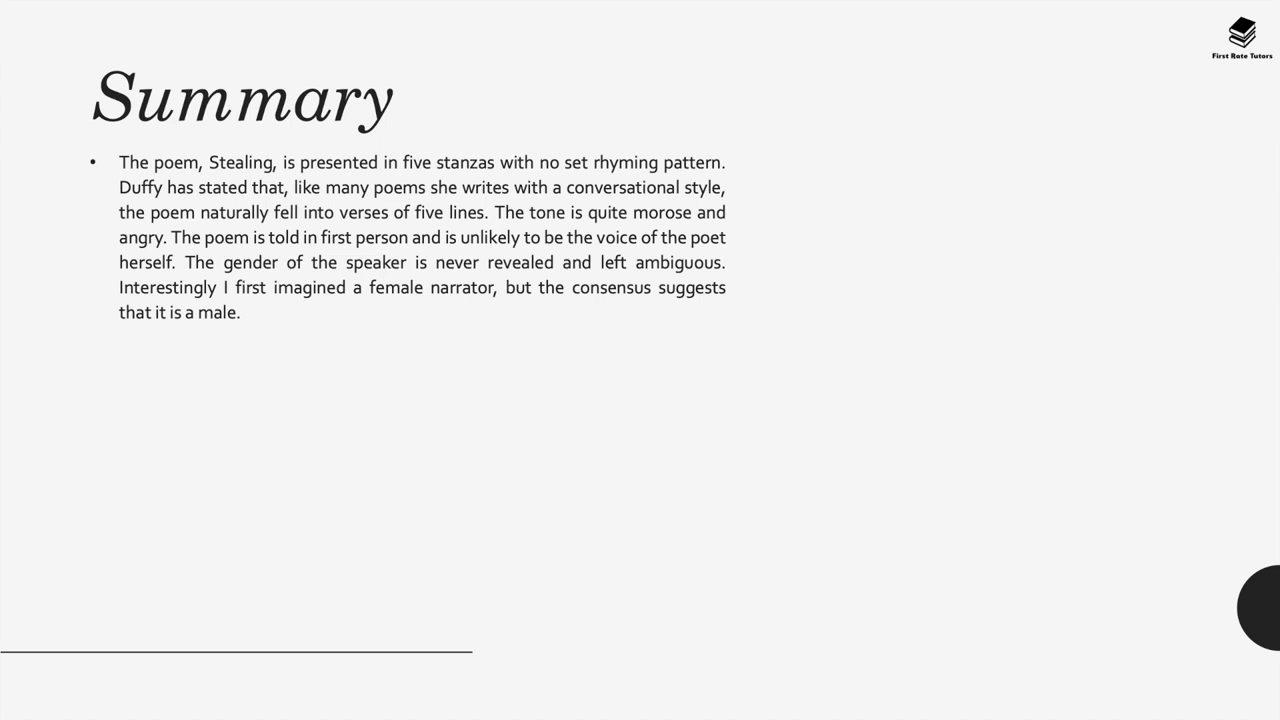 First Rate Tutors
Summary
• The poem, Stealing, is presented in five stanzas with no set rhyming pattern.
Duffy has stated that, like many poems she writes with a conversational style,
the poem naturally fell into verses of five lines. The tone is quite morose and
angry. The poem is told in first person and is unlikely to be the voice of the poet
herself. The gender of the speaker is never revealed and left ambiguous.
Interestingly I first imagined a female narrator, but the consensus suggests
that it is a male.